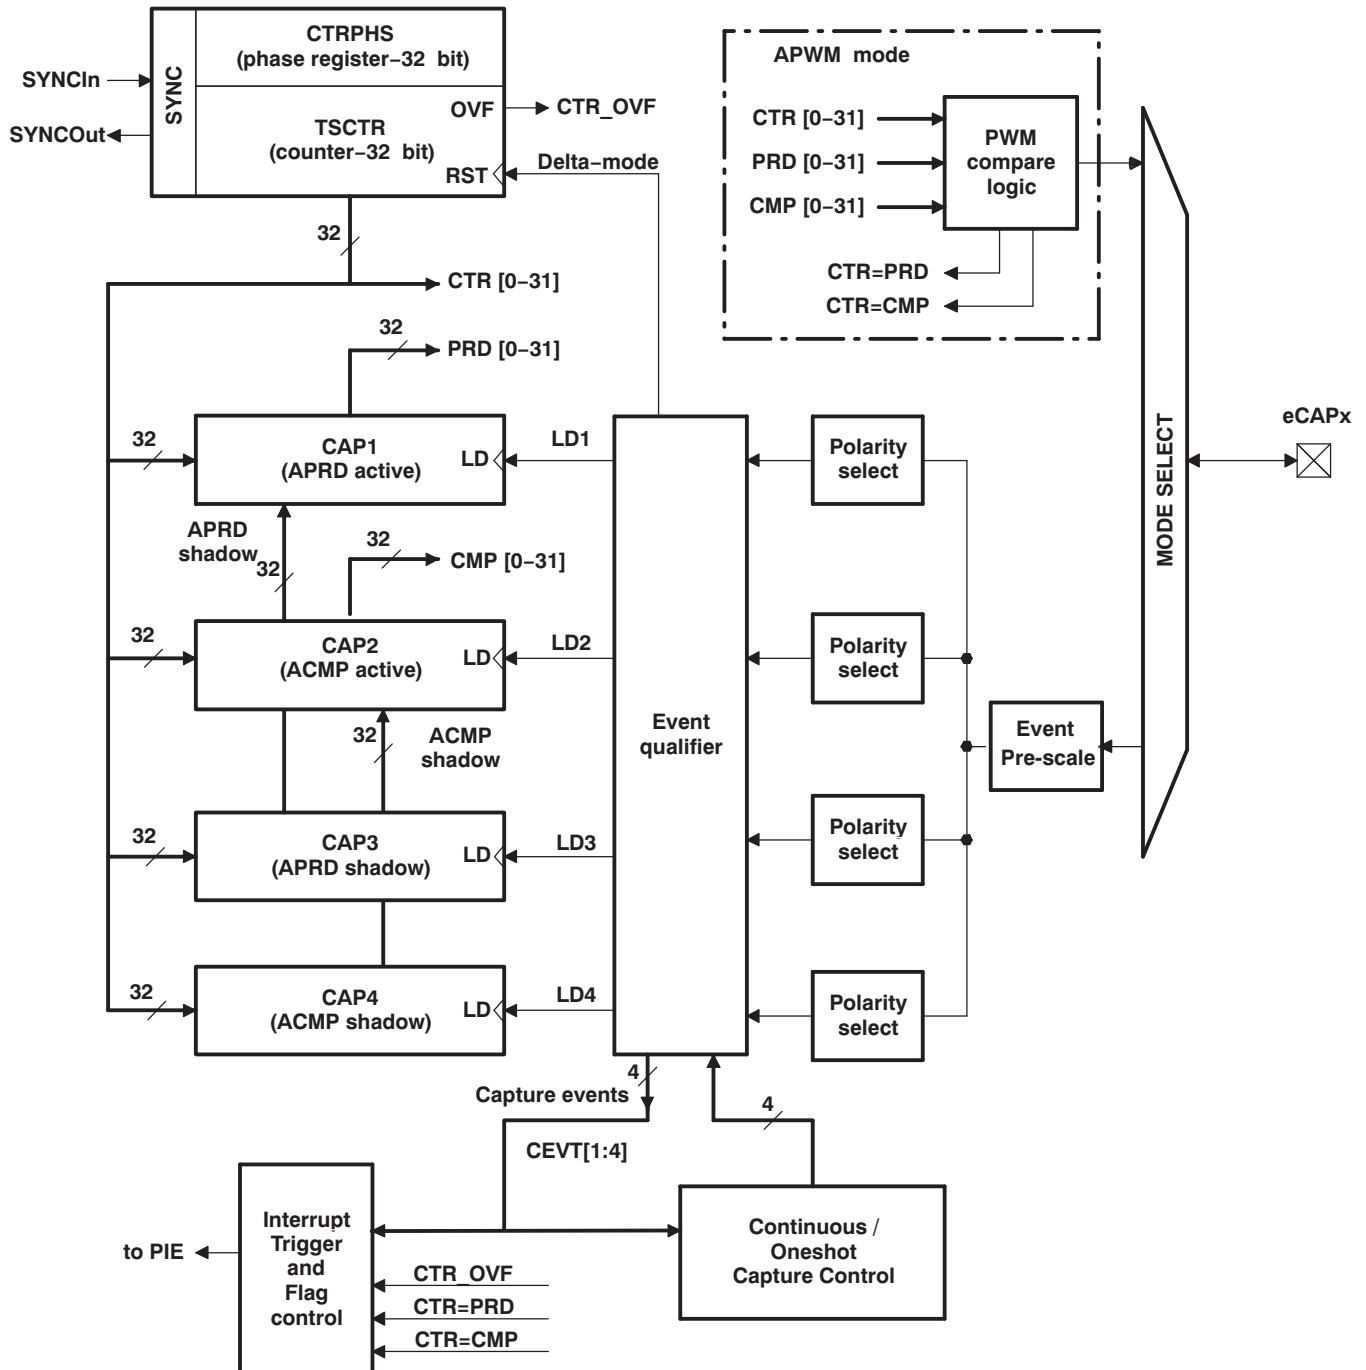 CTRPHS
(phase register−32 bit)
APWM mode
SYNCIn
SYNC
OVF
CTR_OVF
SYNCOut
TSCTR
(counter−32 bit)
RST
Delta−mode
CTR [0−31]
PRD [0−31]
CMP [0−31]
PWM
compare
logic
CTR=PRD
CTR=CMP
32
CTR [0−31]
32
PRD [0−31]
32
CAP1
(APRD active)
LD
LD1
Polarity
select
eCAPx
MODE SELECT
APRD
shadow
32
32
CMP [0−31]
32
CAP2
(ACMP active)
LD
LD2
Polarity
select
32
ACMP
shadow
Event
qualifier
Event
Pre-scale
32
CAP3
(APRD shadow)
LD
LD3
Polarity
select
32
CAP4
(ACMP shadow)
LD
LD4
Polarity
select
4
Capture events
4
CEVT[1:4]
Interrupt
Trigger
and
Flag
control
to PIE
Continuous /
Oneshot
Capture Control
CTR_OVF
CTR=PRD
CTR=CMP